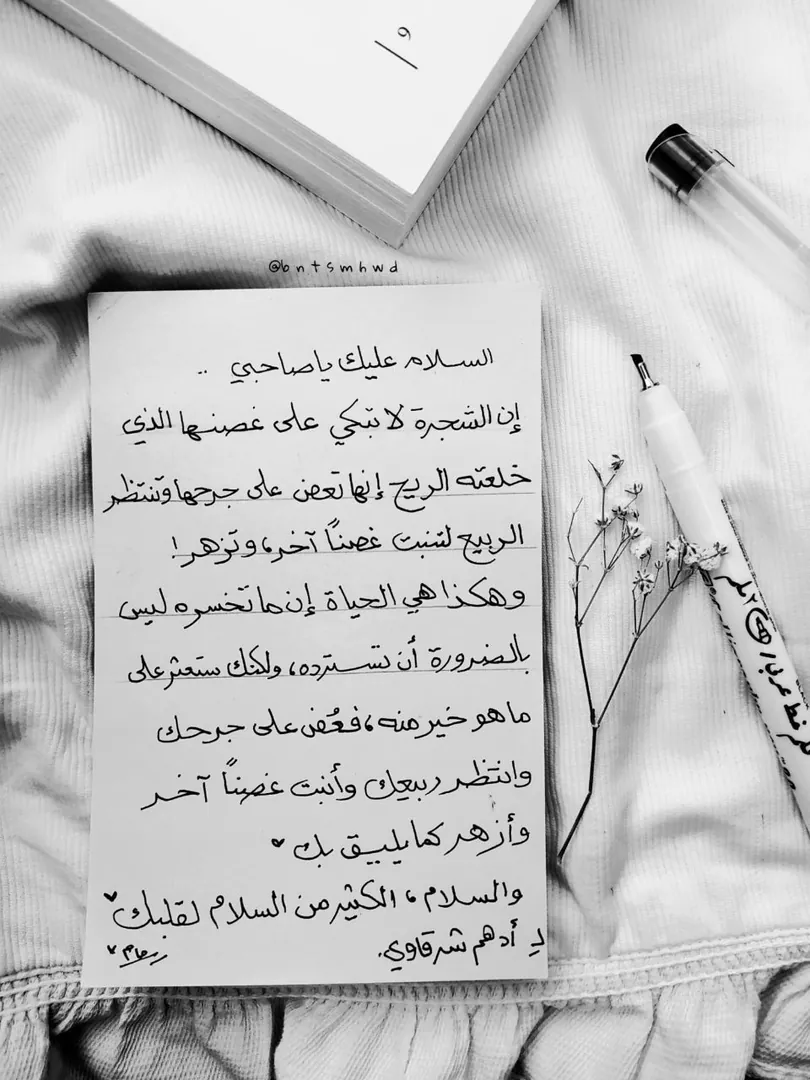 ٩/
@bntsmhwd
السلام عليك ياصاحبي ..
إن الشجرة لا تبكي على غصنها الذي
خلعته الريح إنها تعض على جرحها وتنتظر
الربيع لتنبت غصناً آخر، وتزهر!
وهكذا هي الحياة إن ما تخسره ليس
بالضرورة أن تسترده، ولكنك ستعثر على
ما هو خير منه، فعُض على جرحك
وانتظر ربيعك وأنبت غصناً آخر
وأزهر كما يليق بك ♥
والسلام، الكثير من السلام لقلبك ♥
لِـ أدهم شرقاوي.
خط عربي / ٢ملم